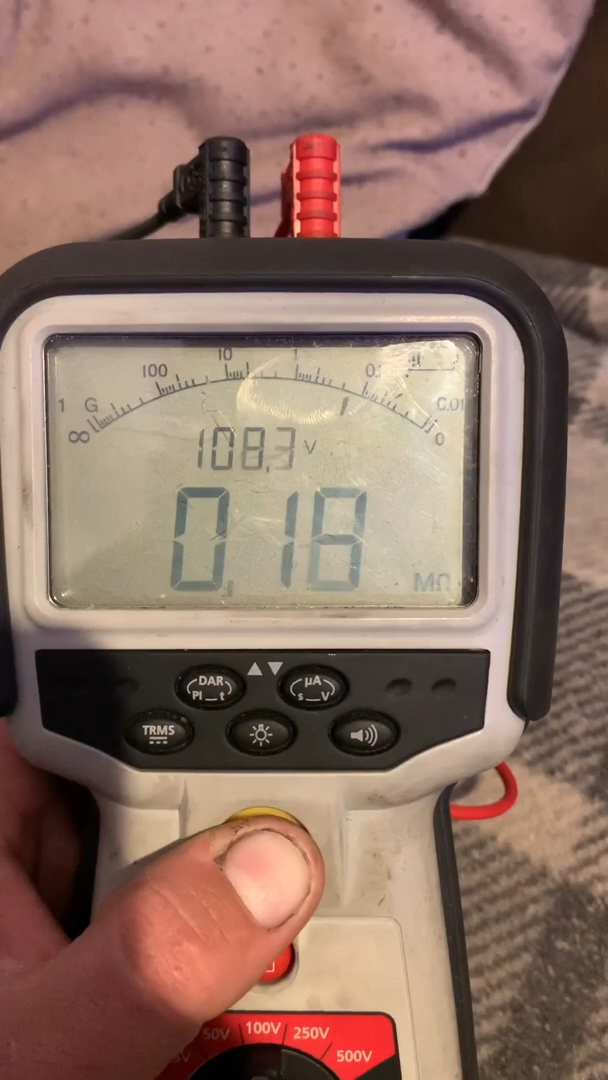 10
1
100
0.1
1 G
0.01
∞
0
108.3 V
0.18
MΩ
DAR
PI t
µA
s V
TRMS
50V 100V 250V
500V